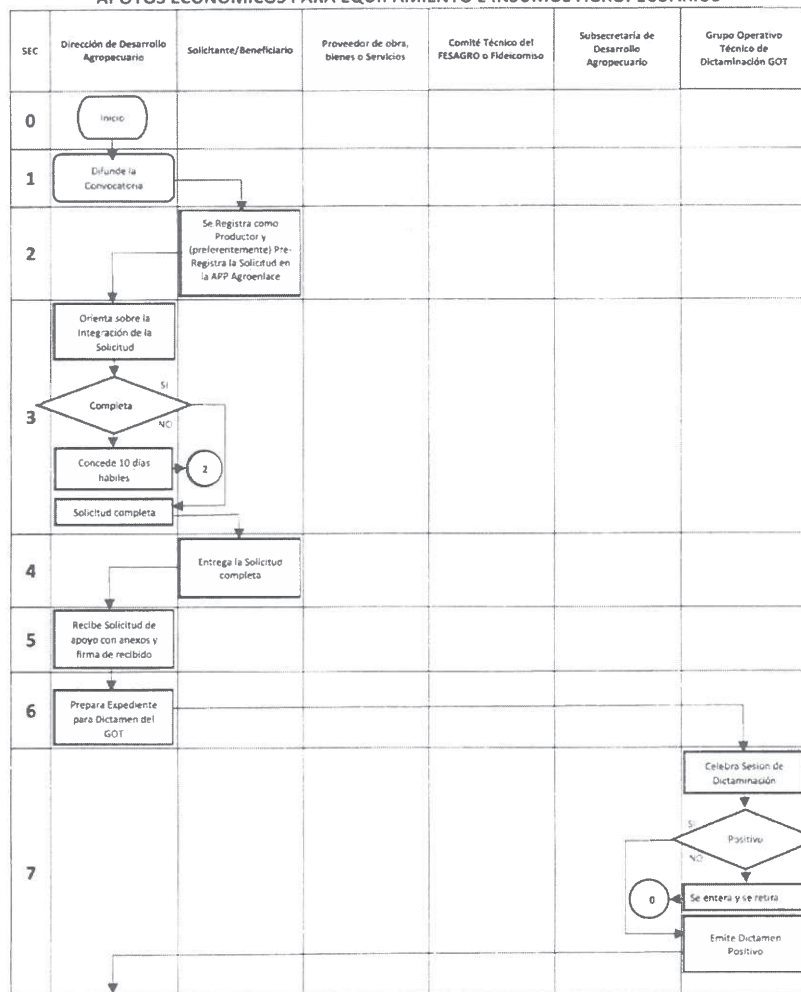 APOYOS ECONÓMICOS PARA EQUIPAMIENTO E INSUMOS AGROPECUARIOS
SEC
Dirección de Desarrollo
Agropecuario
Solicitante/Beneficiario
Proveedor de obra,
bienes o Servicios
Comité Técnico del
FESAGRO o Fideicomiso
Subsecretaría de
Desarrollo
Agropecuario
Grupo Operativo
Técnico de
Dictaminación GOT
0
Inicio
1
Difunde la
Convocatoria
2
Se Registra como
Productor y
(preferentemente) Pre-
Registra la Solicitud en
la APP Agroenlace
3
Orienta sobre la
Integración de la
Solicitud
SI
Completa
NO
Concede 10 días
hábiles
2
Solicitud completa
4
Entrega la Solicitud
completa
5
Recibe Solicitud de
apoyo con anexos y
firma de recibido
6
Prepara Expediente
para Dictamen del
GOT
7
Celebra Sesion de
Dictaminación
SI
Positivo
NO
0
Se entera y se retira
Emite Dictamen
Positivo